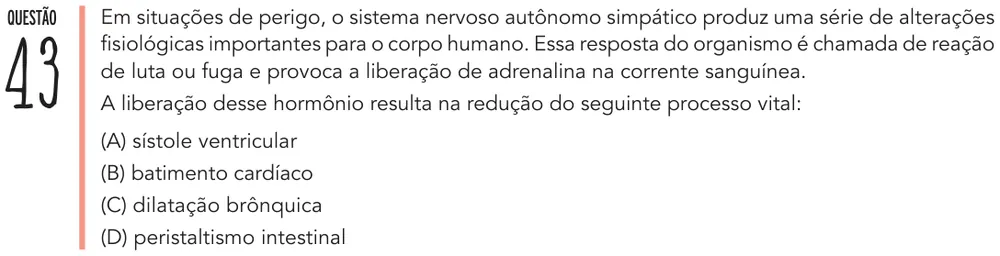 QUESTÃO
43
Em situações de perigo, o sistema nervoso autônomo simpático produz uma série de alterações
fisiológicas importantes para o corpo humano. Essa resposta do organismo é chamada de reação
de luta ou fuga e provoca a liberação de adrenalina na corrente sanguínea.
A liberação desse hormônio resulta na redução do seguinte processo vital:
(A) sístole ventricular
(B) batimento cardíaco
(C) dilatação brônquica
(D) peristaltismo intestinal